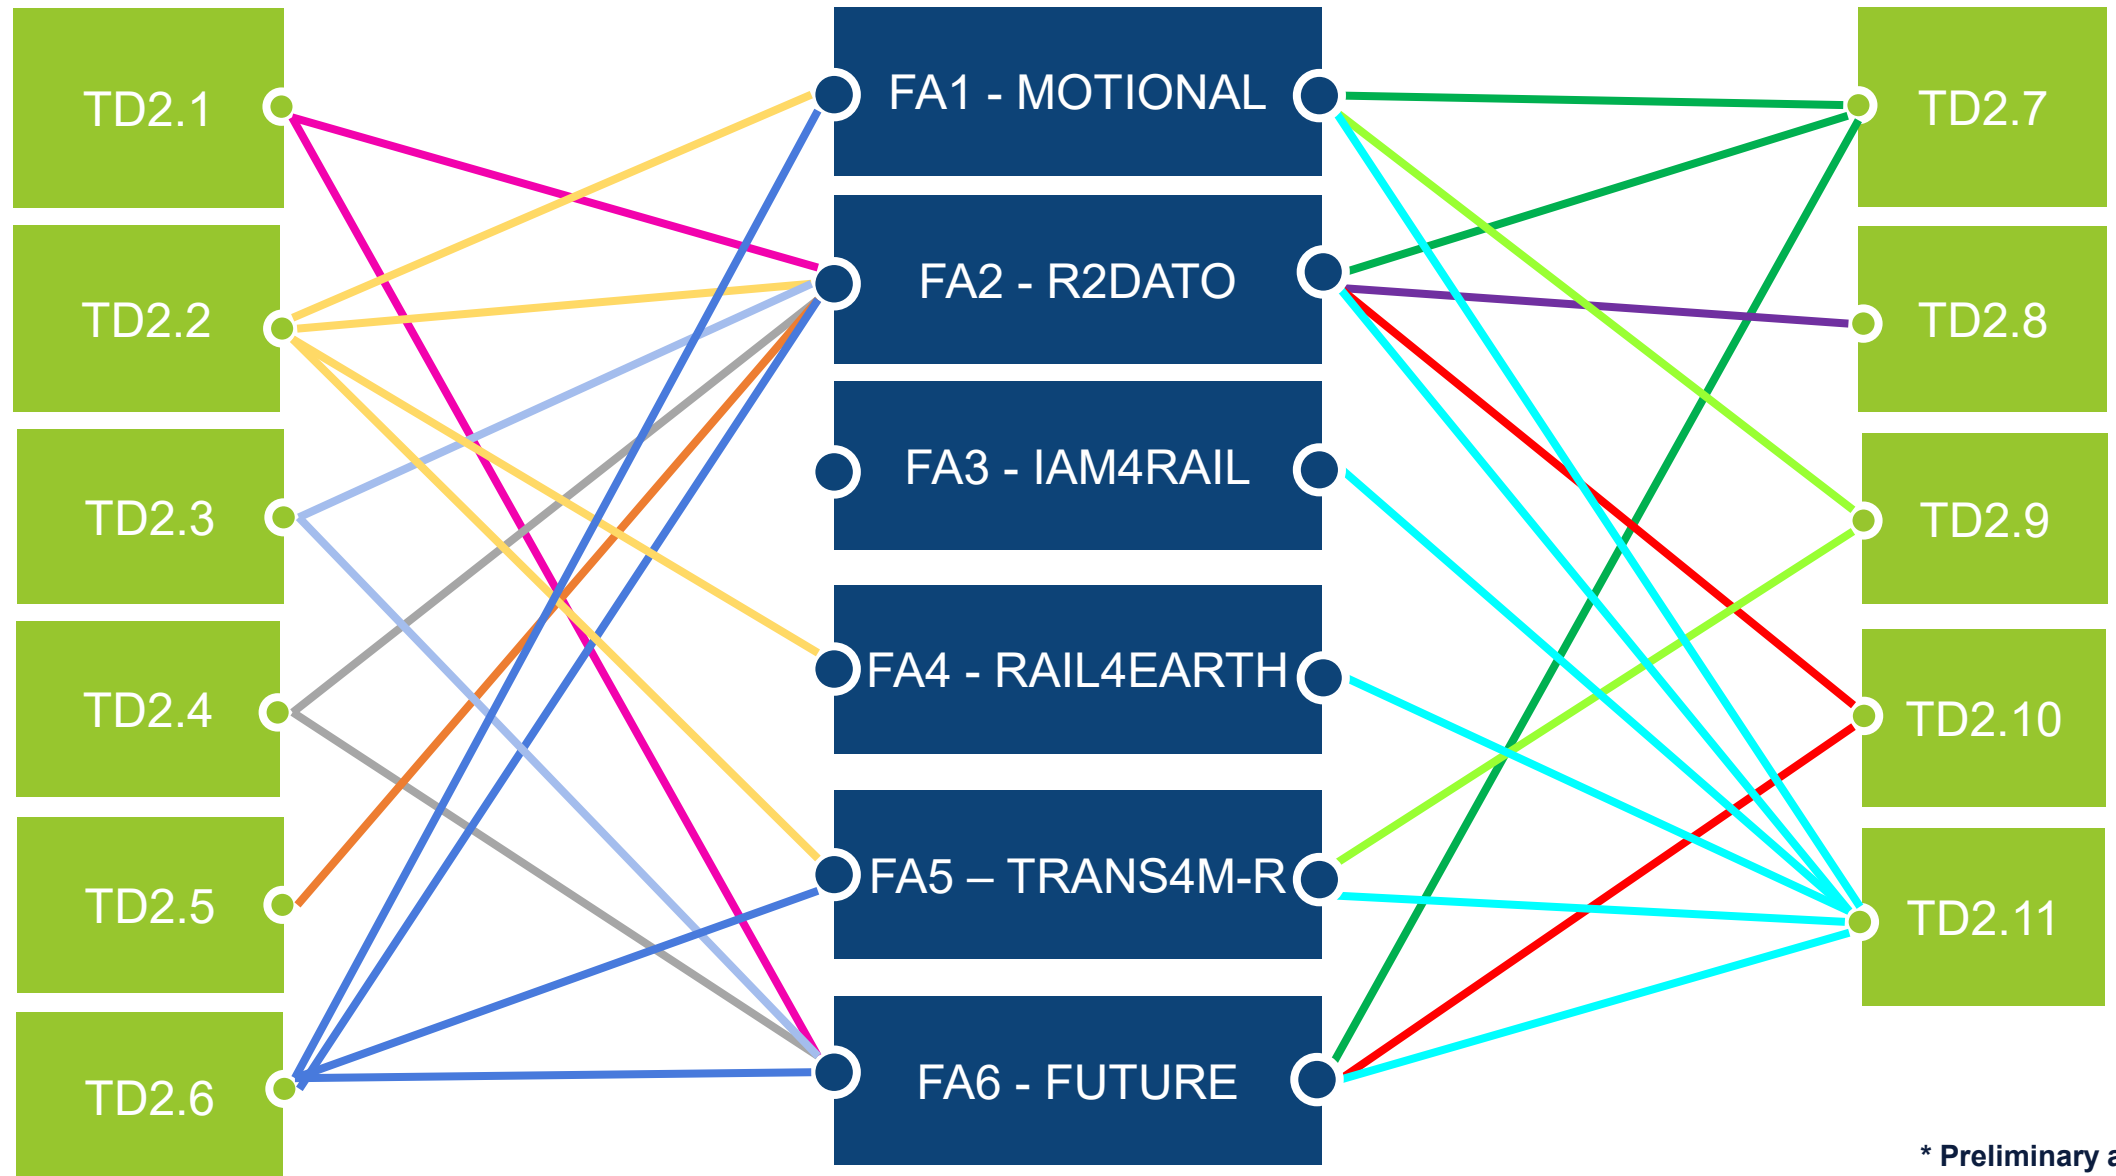 TD2.1
TD2.2
TD2.3
TD2.4
TD2.5
TD2.6
FA1 - MOTIONAL
FA2 - R2DATO
FA3 - IAM4RAIL
FA4 - RAIL4EARTH
FA5 – TRANS4M-R
FA6 - FUTURE
TD2.7
TD2.8
TD2.9
TD2.10
TD2.11
* Preliminary